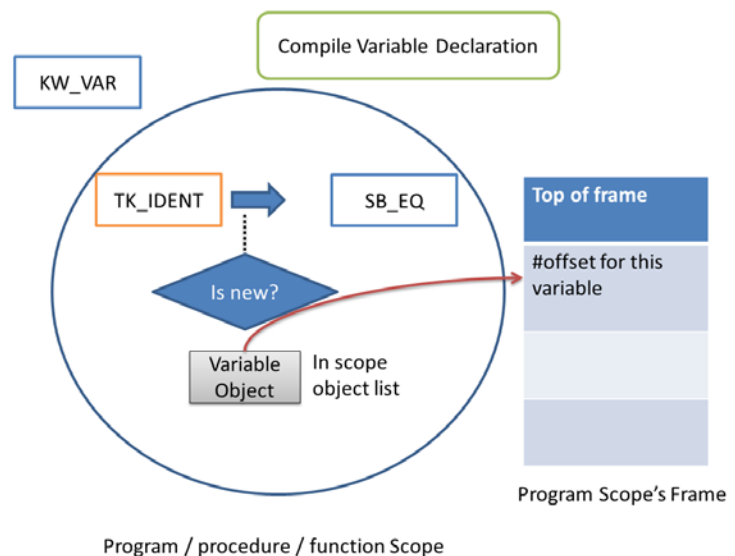 Compile Variable Declaration
KW_VAR
TK_IDENT
SB_EQ
Top of frame
#offset for this
variable
Is new?
Variable
Object
In scope
object list
Program Scope's Frame
Program / procedure / function Scope